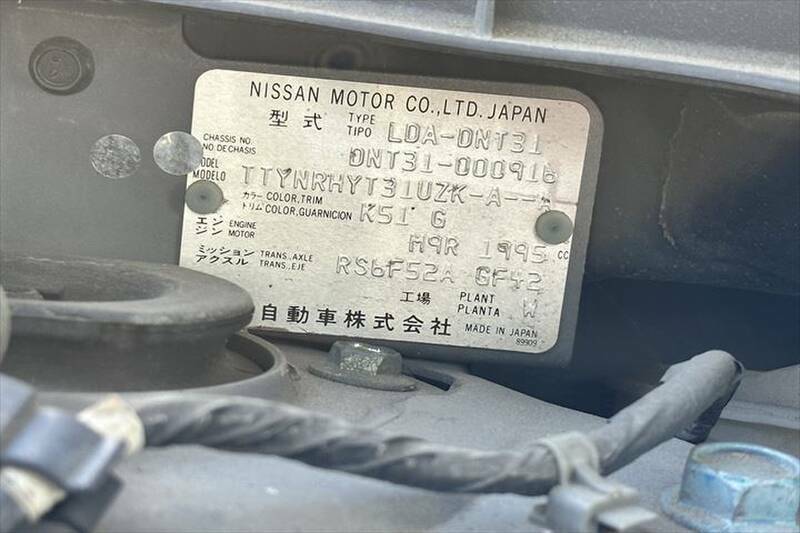 NISSAN MOTOR CO., LTD. JAPAN
型式 TYPE TIPO LDA-DNT31
CHASSIS NO. NO DE CHASIS DNT31-000916
MODEL MODELO TTYNRHYT31UZK-A--
カラー COLOR, TRIM
トリム COLOR, GUARNICION K51 G
エンジン ENGINE MOTOR M9R 1995 CC
ミッション TRANS., AXLE
アクスル TRANS., EJE RS6F52A GF42
工場 PLANT PLANTA W
自動車株式会社 MADE IN JAPAN
89909